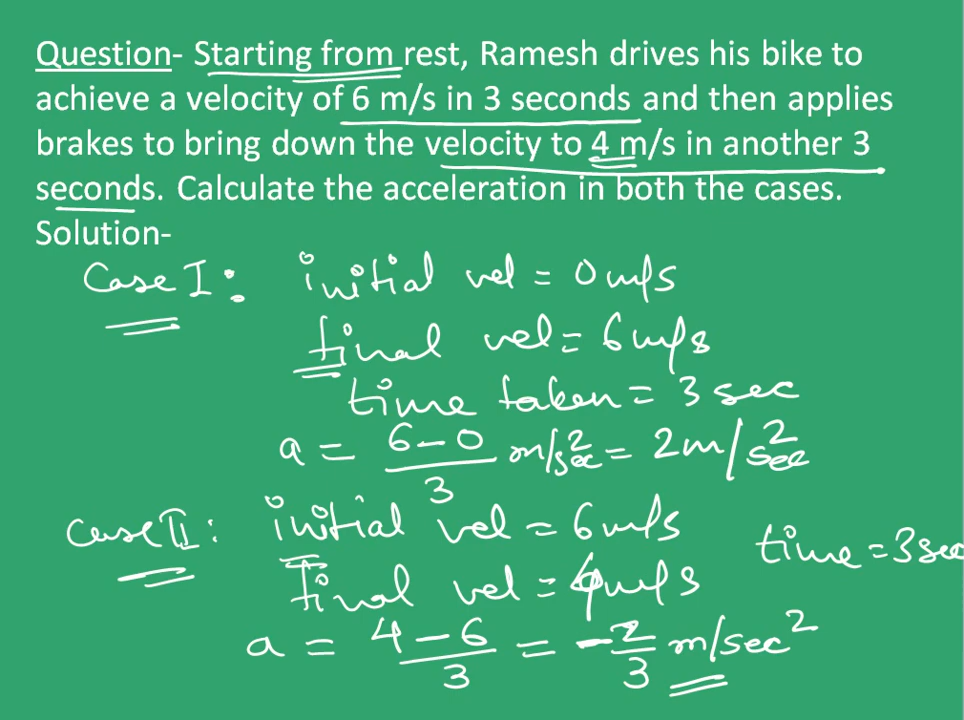 Question- Starting from rest, Ramesh drives his bike to
achieve a velocity of 6 m/s in 3 seconds and then applies
brakes to bring down the velocity to 4 m/s in another 3
seconds. Calculate the acceleration in both the cases.
Solution-
Case I: initial vel = 0 m/s
final vel = 6 m/s
time taken = 3 sec
a = 6-0/3 m/sec² = 2m/sec²
Case II: initial vel = 6 m/s time = 3 sec
Final vel = 4 m/s
a = 4-6/3 = -2/3 m/sec²